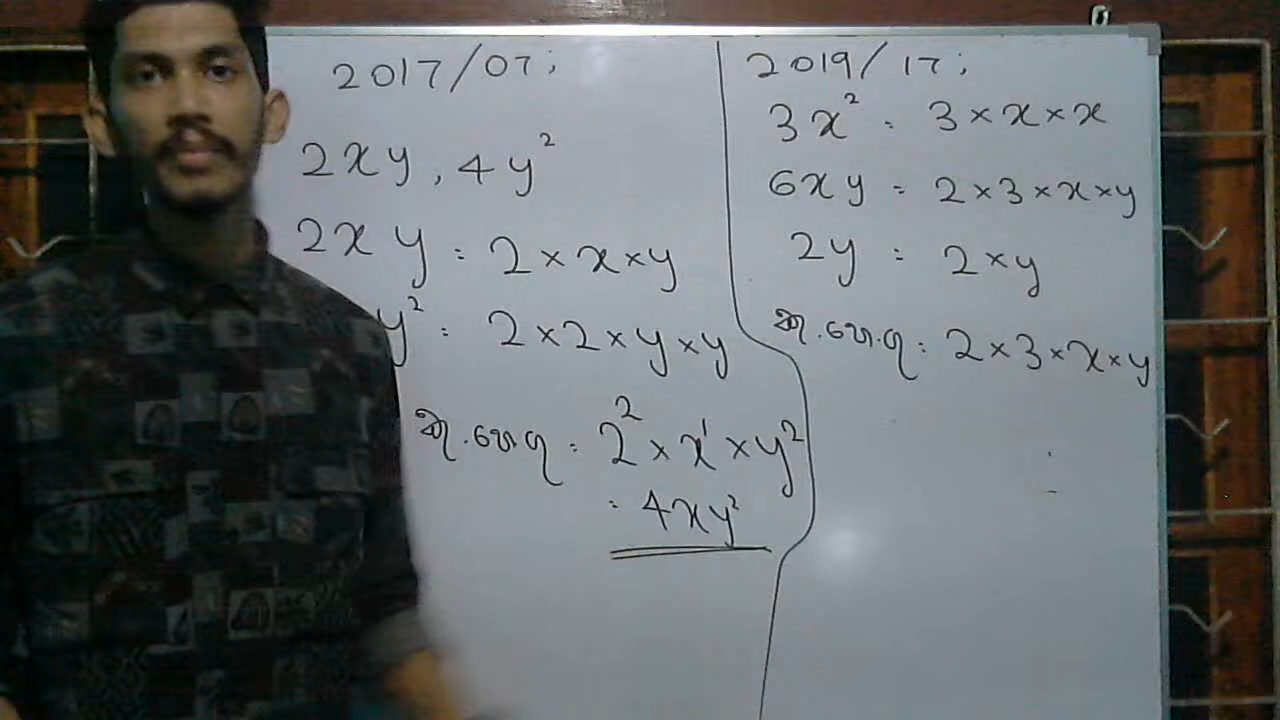 2017/07;
2xy, 4y²
2xy = 2×x×y
y² = 2×2×y×y
කු.පො.ගු = 2²×x¹×y²
= 4xy²
2019/17;
3x² = 3×x×x
6xy = 2×3×x×y
2y = 2×y
කු.පො.ගු = 2×3×x×y